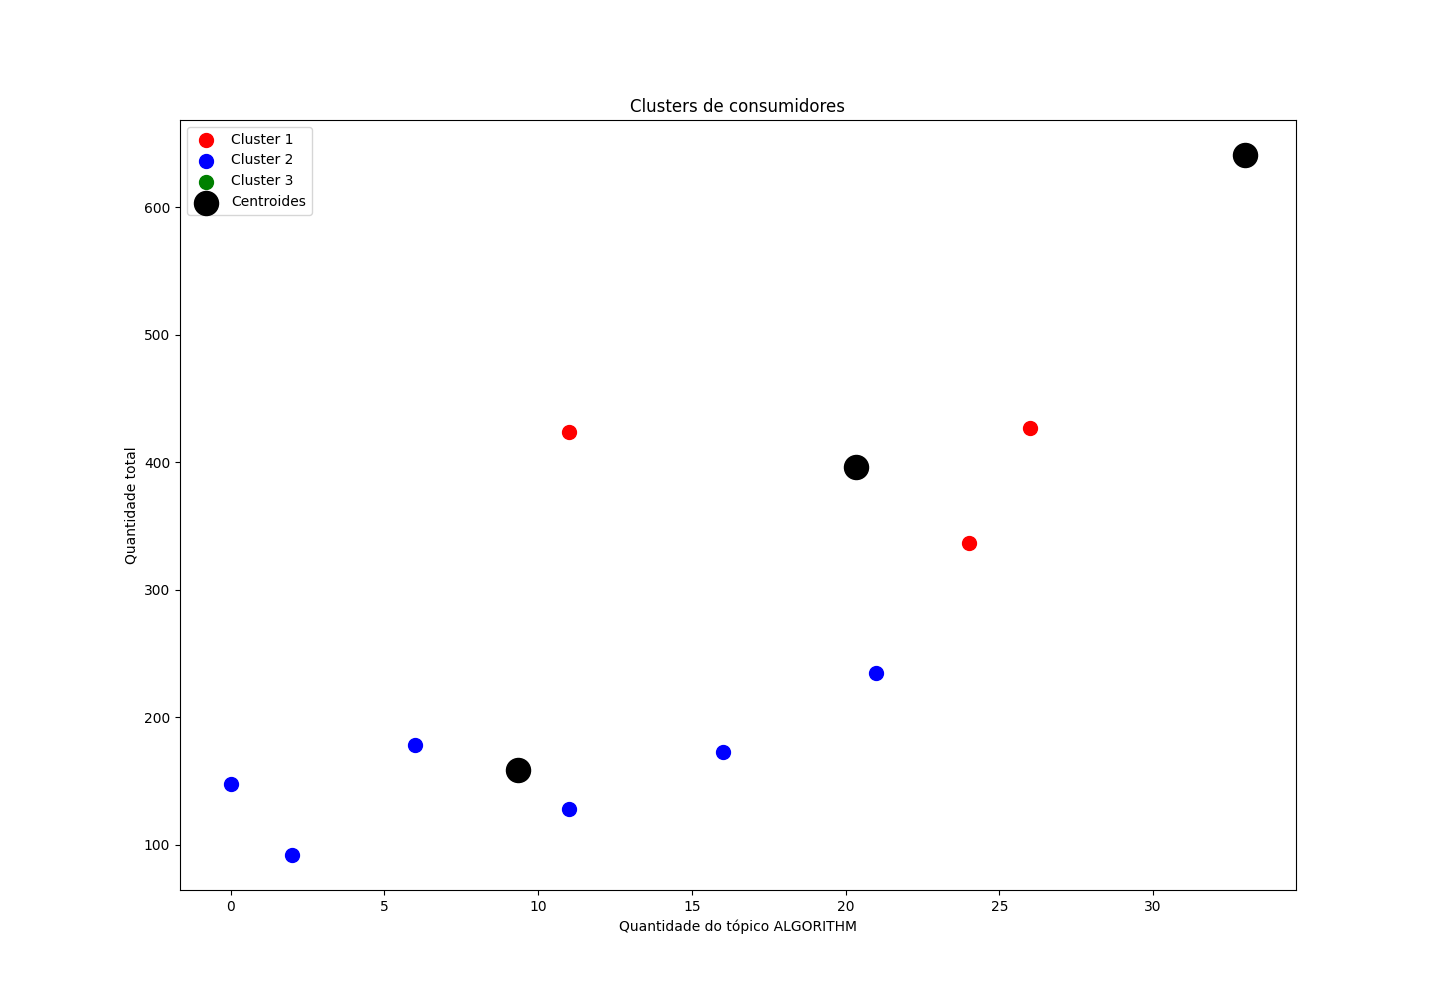 Clusters de consumidores
Cluster 1
Cluster 2
Cluster 3
Centroides
600
500
400
300
200
100
Quantidade total
0 5 10 15 20 25 30
Quantidade do tópico ALGORITHM